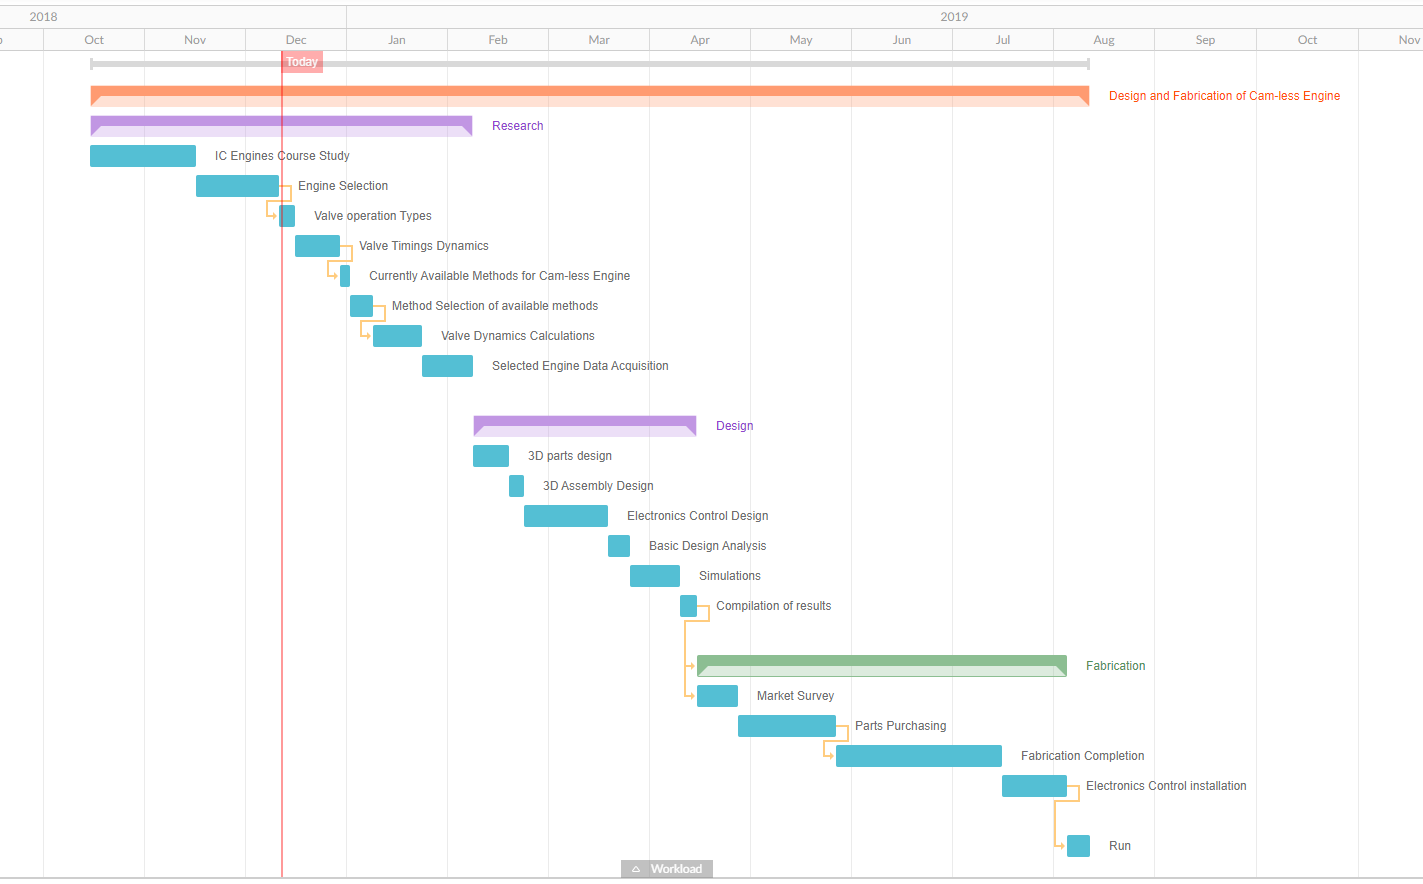 2018 2019
Oct Nov Dec Jan Feb Mar Apr May Jun Jul Aug Sep Oct Nov
Today
Design and Fabrication of Cam-less Engine
Research
IC Engines Course Study
Engine Selection
Valve operation Types
Valve Timings Dynamics
Currently Available Methods for Cam-less Engine
Method Selection of available methods
Valve Dynamics Calculations
Selected Engine Data Acquisition
Design
3D parts design
3D Assembly Design
Electronics Control Design
Basic Design Analysis
Simulations
Compilation of results
Fabrication
Market Survey
Parts Purchasing
Fabrication Completion
Electronics Control installation
Run
Workload